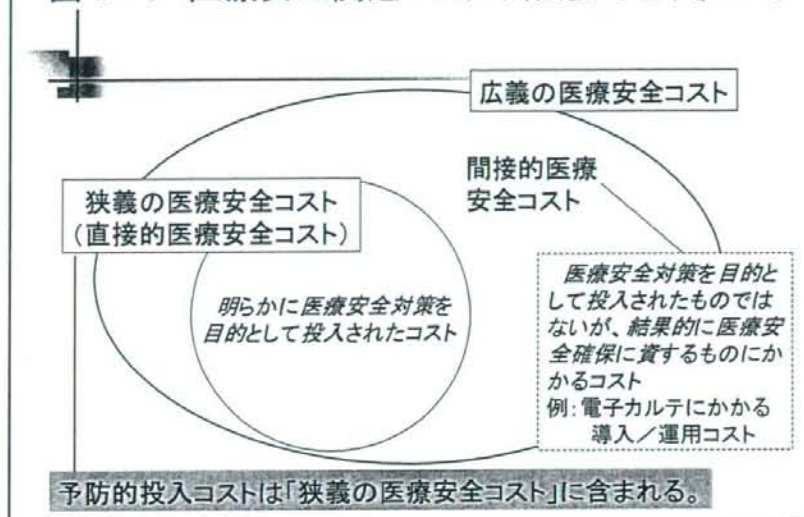 広義の医療安全コスト
間接的医療
安全コスト
狭義の医療安全コスト
（直接的医療安全コスト）
明らかに医療安全対策を
目的として投入されたコスト
医療安全対策を目的と
して投入されたものでは
ないが、結果的に医療安
全確保に資するものにか
かるコスト
例：電子カルテにかかる
導入／運用コスト
予防的投入コストは「狭義の医療安全コスト」に含まれる。